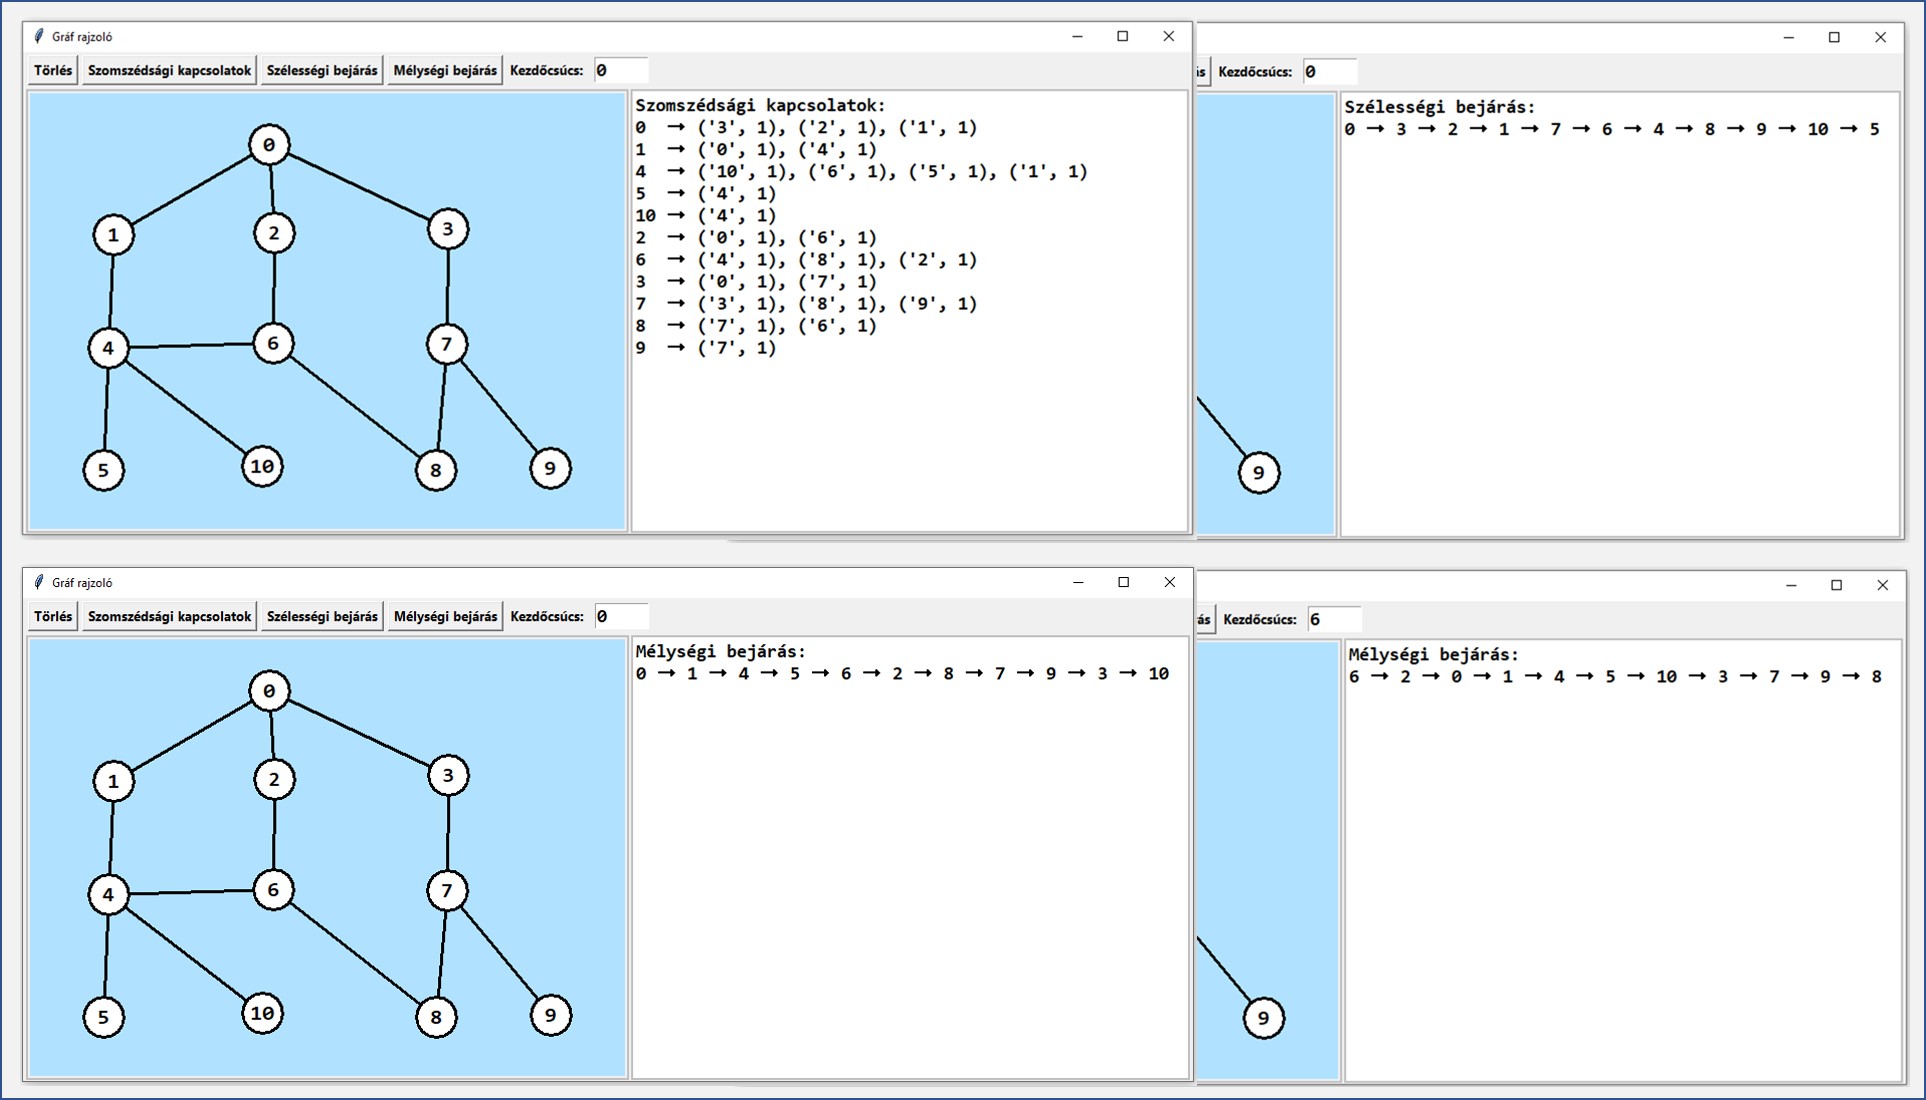 Gráf rajzoló
Törlés Szomszédsági kapcsolatok Szélességi bejárás Mélységi bejárás Kezdőcsúcs: 0
Szomszédsági kapcsolatok:
0 → ('3', 1), ('2', 1), ('1', 1)
1 → ('0', 1), ('4', 1)
4 → ('10', 1), ('6', 1), ('5', 1), ('1', 1)
5 → ('4', 1)
10 → ('4', 1)
2 → ('0', 1), ('6', 1)
6 → ('4', 1), ('8', 1), ('2', 1)
3 → ('0', 1), ('7', 1)
7 → ('3', 1), ('8', 1), ('9', 1)
8 → ('7', 1), ('6', 1)
9 → ('7', 1)
0
1 2 3
4 6 7
5 10 8 9
ás Kezdőcsúcs: 0
Szélességi bejárás:
0 → 3 → 2 → 1 → 7 → 6 → 4 → 8 → 9 → 10 → 5
9
Gráf rajzoló
Törlés Szomszédsági kapcsolatok Szélességi bejárás Mélységi bejárás Kezdőcsúcs: 0
Mélységi bejárás:
0 → 1 → 4 → 5 → 6 → 2 → 8 → 7 → 9 → 3 → 10
0
1 2 3
4 6 7
5 10 8 9
ás Kezdőcsúcs: 6
Mélységi bejárás:
6 → 2 → 0 → 1 → 4 → 5 → 10 → 3 → 7 → 9 → 8
9